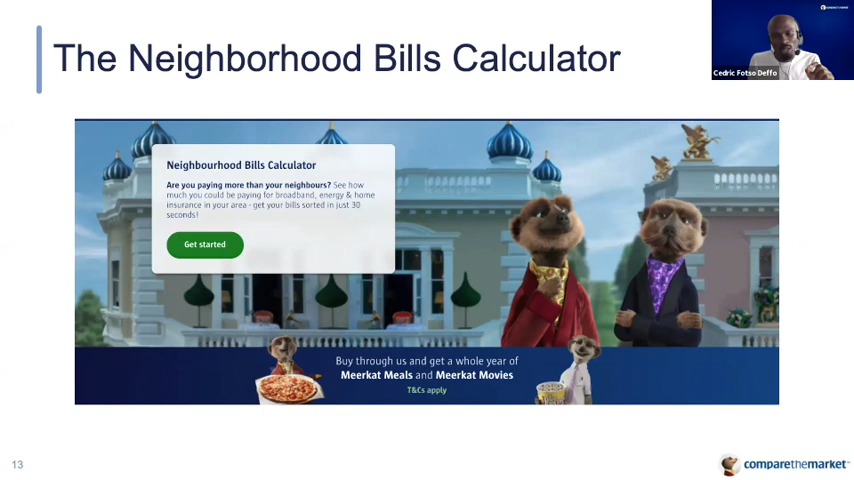 The Neighborhood Bills Calculator
Cedric Fotso Deffo
Neighbourhood Bills Calculator
Are you paying more than your neighbours? See how
much you could be paying for broadband, energy & home
insurance in your area - get your bills sorted in just 30
seconds!
Get started
Buy through us and get a whole year of
Meerkat Meals and Meerkat Movies
T&Cs apply
13
comparethemarket